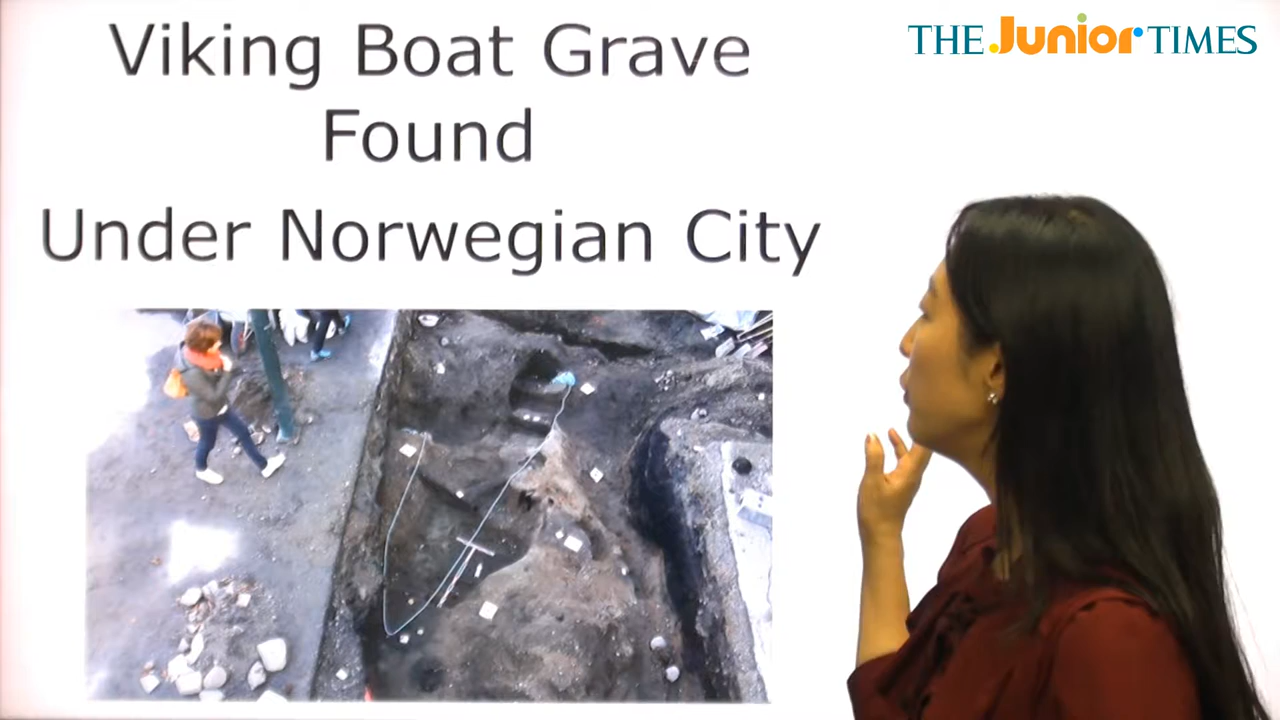 Viking Boat Grave
Found
Under Norwegian City
THE Junior TIMES